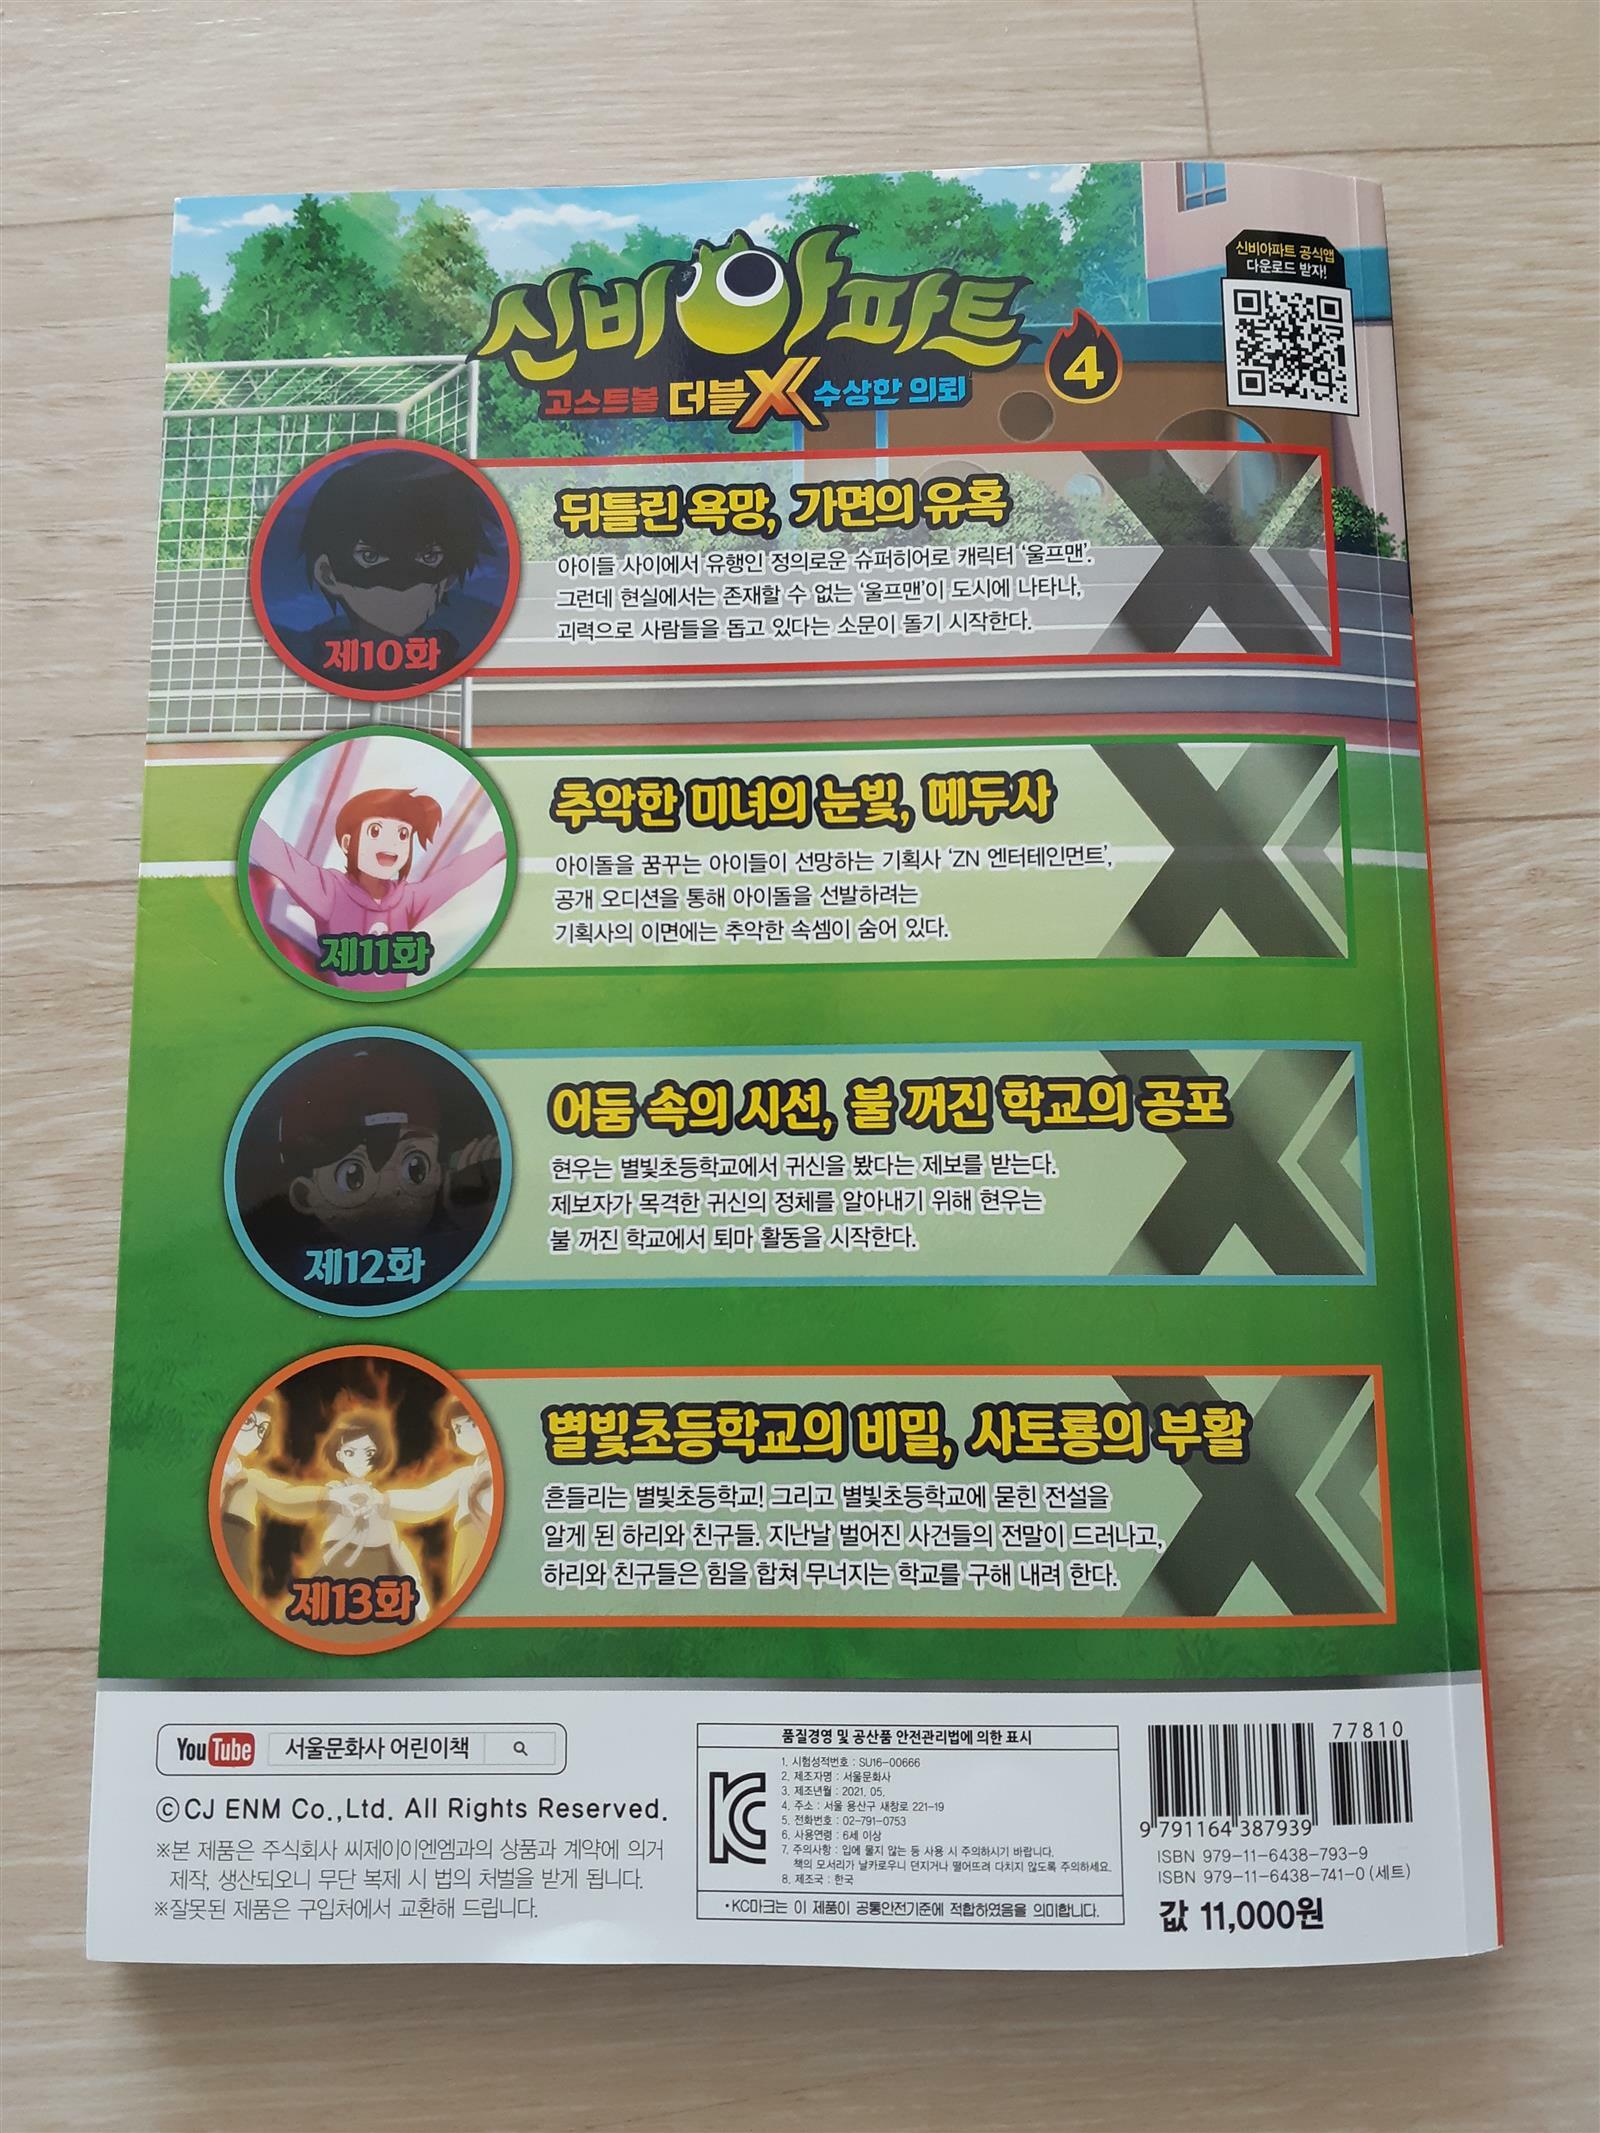 신비아파트 공식앱
다운로드 받자!
신비아파트
고스트볼 더블X 수상한 의뢰
4
뒤틀린 욕망, 가면의 유혹
아이들 사이에서 유행인 정의로운 슈퍼히어로 캐릭터 '울프맨'.
그런데 현실에서는 존재할 수 없는 '울프맨'이 도시에 나타나,
괴력으로 사람들을 돕고 있다는 소문이 돌기 시작한다.
제10화
추악한 미녀의 눈빛, 메두사
아이돌을 꿈꾸는 아이들이 선망하는 기획사 'ZN 엔터테인먼트',
공개 오디션을 통해 아이돌을 선발하려는
기획사의 이면에는 추악한 속셈이 숨어 있다.
제11화
어둠 속의 시선, 불 꺼진 학교의 공포
현우는 별빛초등학교에서 귀신을 봤다는 제보를 받는다.
제보자가 목격한 귀신의 정체를 알아내기 위해 현우는
불 꺼진 학교에서 퇴마 활동을 시작한다.
제12화
별빛초등학교의 비밀, 사토룡의 부활
흔들리는 별빛초등학교! 그리고 별빛초등학교에 묻힌 전설을
알게 된 하리와 친구들. 지난날 벌어진 사건들의 전말이 드러나고,
하리와 친구들은 힘을 합쳐 무너지는 학교를 구해 내려 한다.
제13화
YouTube 서울문화사 어린이책
©CJ ENM Co.,Ltd. All Rights Reserved.
※본 제품은 주식회사 씨제이이엔엠과의 상품과 계약에 의거
제작, 생산되오니 무단 복제 시 법의 처벌을 받게 됩니다.
※잘못된 제품은 구입처에서 교환해 드립니다.
품질경영 및 공산품 안전관리법에 의한 표시
KC
1. 시험성적번호 : SU16-00666
2. 제조자명 : 서울문화사
3. 제조년월 : 2021. 05.
4. 주소 : 서울 용산구 새창로 221-19
5. 전화번호 : 02-791-0753
6. 사용연령 : 6세 이상
7. 주의사항 : 입에 물지 않는 등 사용 시 주의하시기 바랍니다.
책의 모서리가 날카로우니 던지거나 떨어뜨려 다치지 않도록 주의하세요.
8. 제조국 : 한국
•KC마크는 이 제품이 공통안전기준에 적합하였음을 의미합니다.
77810
9 791164 387939
ISBN 979-11-6438-793-9
ISBN 979-11-6438-741-0 (세트)
값 11,000원